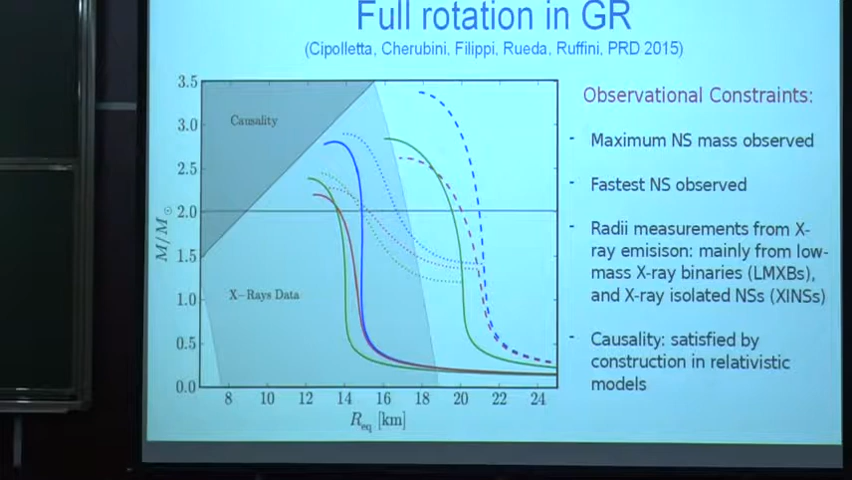 Full rotation in GR
(Cipolletta, Cherubini, Filippi, Rueda, Ruffini, PRD 2015)
3.5
3.0
2.5
2.0
1.5
1.0
0.5
0.0
M/M☉
Causality
X-Rays Data
8 10 12 14 16 18 20 22 24
Req [km]
Observational Constraints:
- Maximum NS mass observed
- Fastest NS observed
- Radii measurements from X-
ray emisison: mainly from low-
mass X-ray binaries (LMXBs),
and X-ray isolated NSs (XINSs)
- Causality: satisfied by
construction in relativistic
models